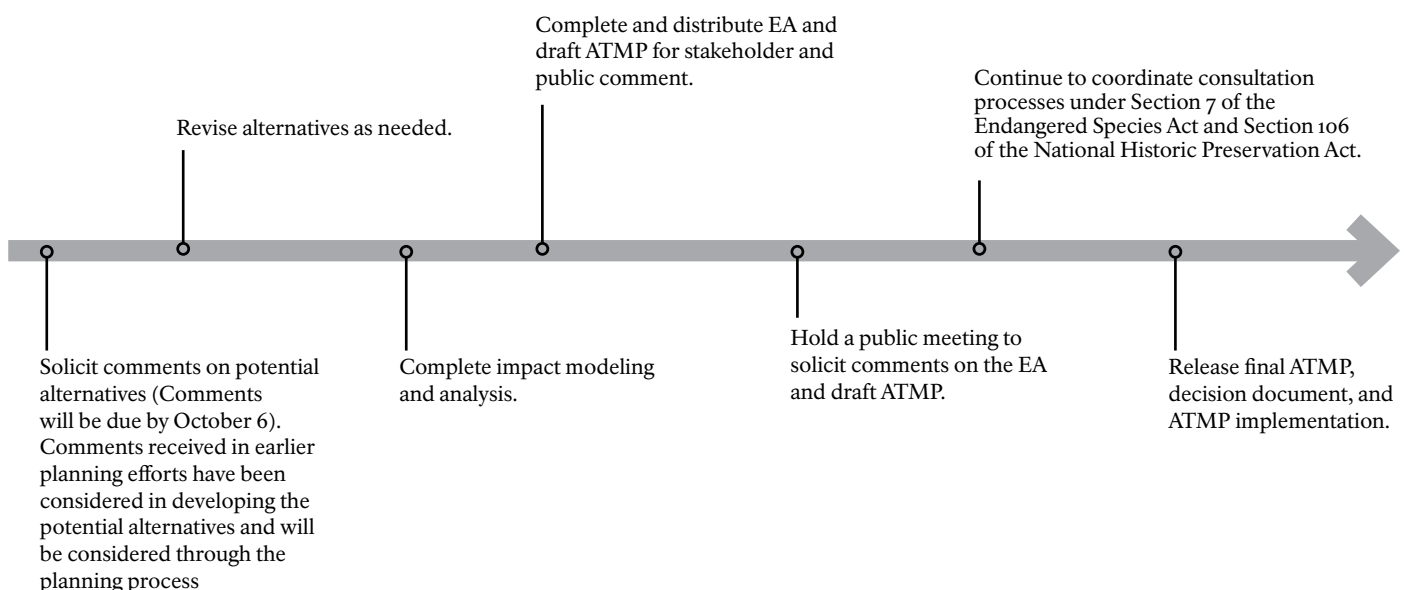 Complete and distribute EA and
draft ATMP for stakeholder and
public comment.
Continue to coordinate consultation
processes under Section 7 of the
Endangered Species Act and Section 106
of the National Historic Preservation Act.
Revise alternatives as needed.
Solicit comments on potential
alternatives (Comments
will be due by October 6).
Comments received in earlier
planning efforts have been
considered in developing the
potential alternatives and will
be considered through the
planning process
Complete impact modeling
and analysis.
Hold a public meeting to
solicit comments on the EA
and draft ATMP.
Release final ATMP,
decision document, and
ATMP implementation.